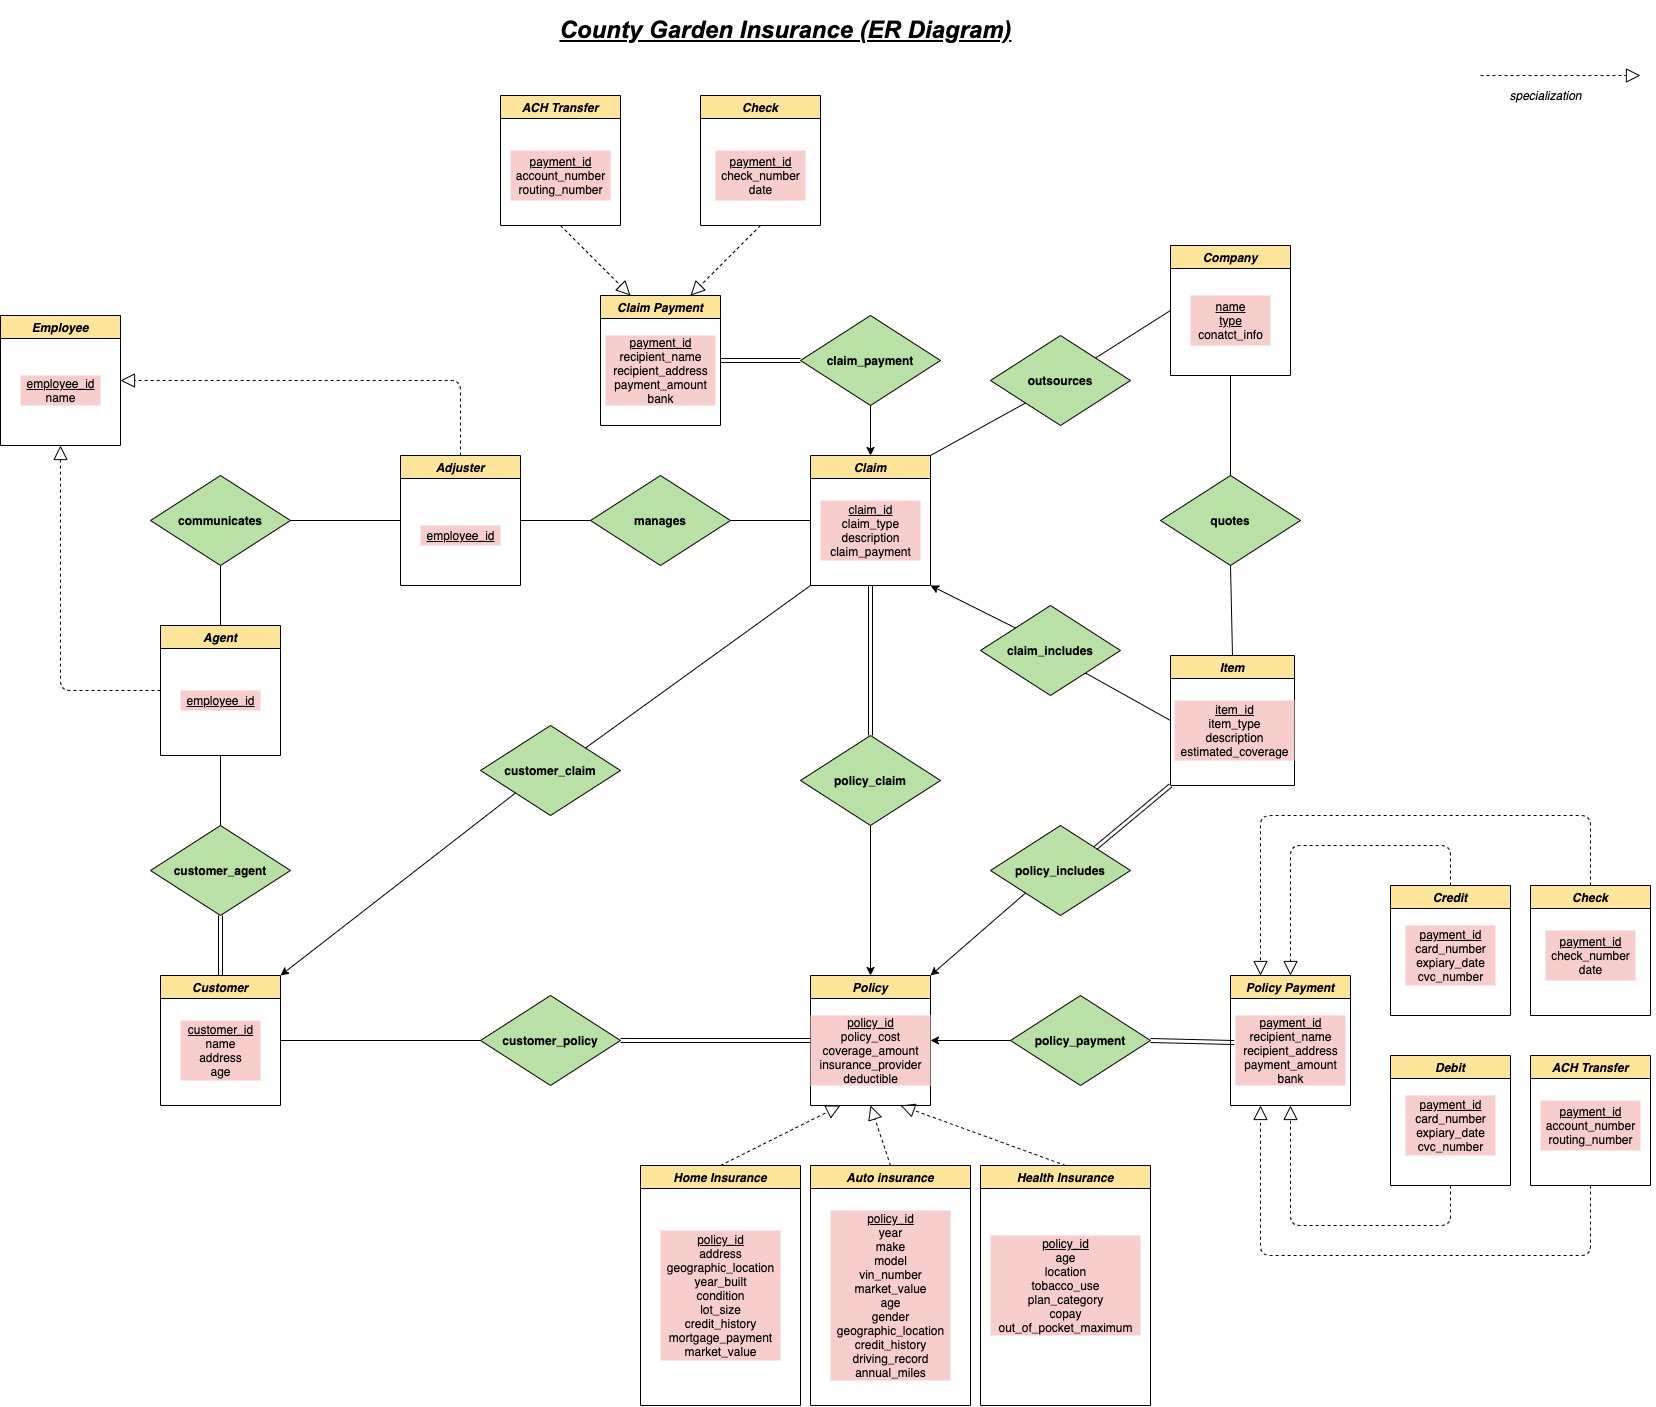 County Garden Insurance (ER Diagram)
specialization
ACH Transfer
payment_id
account_number
routing_number
Check
payment_id
check_number
date
Company
name
type
conatct_info
Claim Payment
payment_id
recipient_name
recipient_address
payment_amount
bank
claim_payment
outsources
Employee
employee_id
name
Adjuster
employee_id
communicates
manages
Claim
claim_id
claim_type
description
claim_payment
quotes
Agent
employee_id
claim_includes
Item
item_id
item_type
description
estimated_coverage
customer_claim
policy_claim
customer_agent
policy_includes
Credit
payment_id
card_number
expiary_date
cvc_number
Check
payment_id
check_number
date
Customer
customer_id
name
address
age
customer_policy
Policy
policy_id
policy_cost
coverage_amount
insurance_provider
deductible
policy_payment
Policy Payment
payment_id
recipient_name
recipient_address
payment_amount
bank
Debit
payment_id
card_number
expiary_date
cvc_number
ACH Transfer
payment_id
account_number
routing_number
Home Insurance
policy_id
address
geographic_location
year_built
condition
lot_size
credit_history
mortgage_payment
market_value
Auto insurance
policy_id
year
make
model
vin_number
market_value
age
gender
geographic_location
credit_history
driving_record
annual_miles
Health Insurance
policy_id
age
location
tobacco_use
plan_category
copay
out_of_pocket_maximum